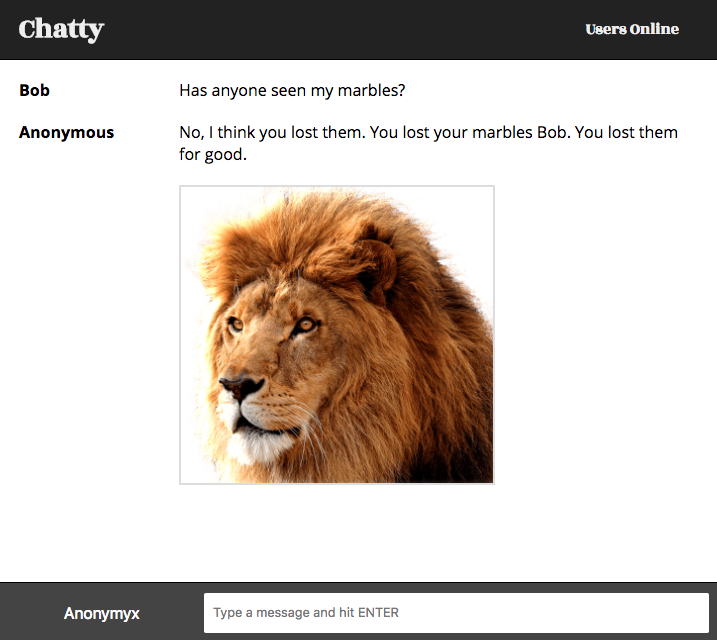 Chatty
Users Online
Bob
Has anyone seen my marbles?
Anonymous
No, I think you lost them. You lost your marbles Bob. You lost them
for good.
Anonymyx
Type a message and hit ENTER